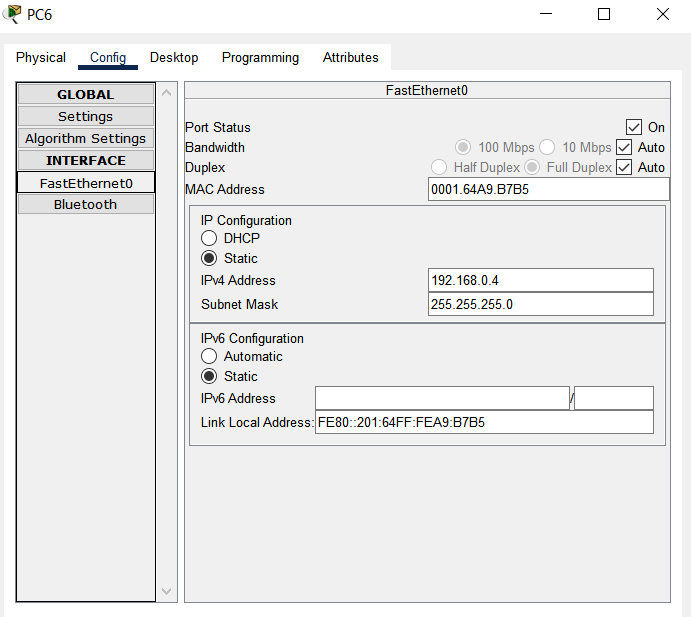 PC6
Physical Config Desktop Programming Attributes
GLOBAL
Settings
Algorithm Settings
INTERFACE
FastEthernet0
Bluetooth
FastEthernet0
Port Status On
Bandwidth 100 Mbps 10 Mbps Auto
Duplex Half Duplex Full Duplex Auto
MAC Address 0001.64A9.B7B5
IP Configuration
DHCP
Static
IPv4 Address 192.168.0.4
Subnet Mask 255.255.255.0
IPv6 Configuration
Automatic
Static
IPv6 Address /
Link Local Address: FE80::201:64FF:FEA9:B7B5